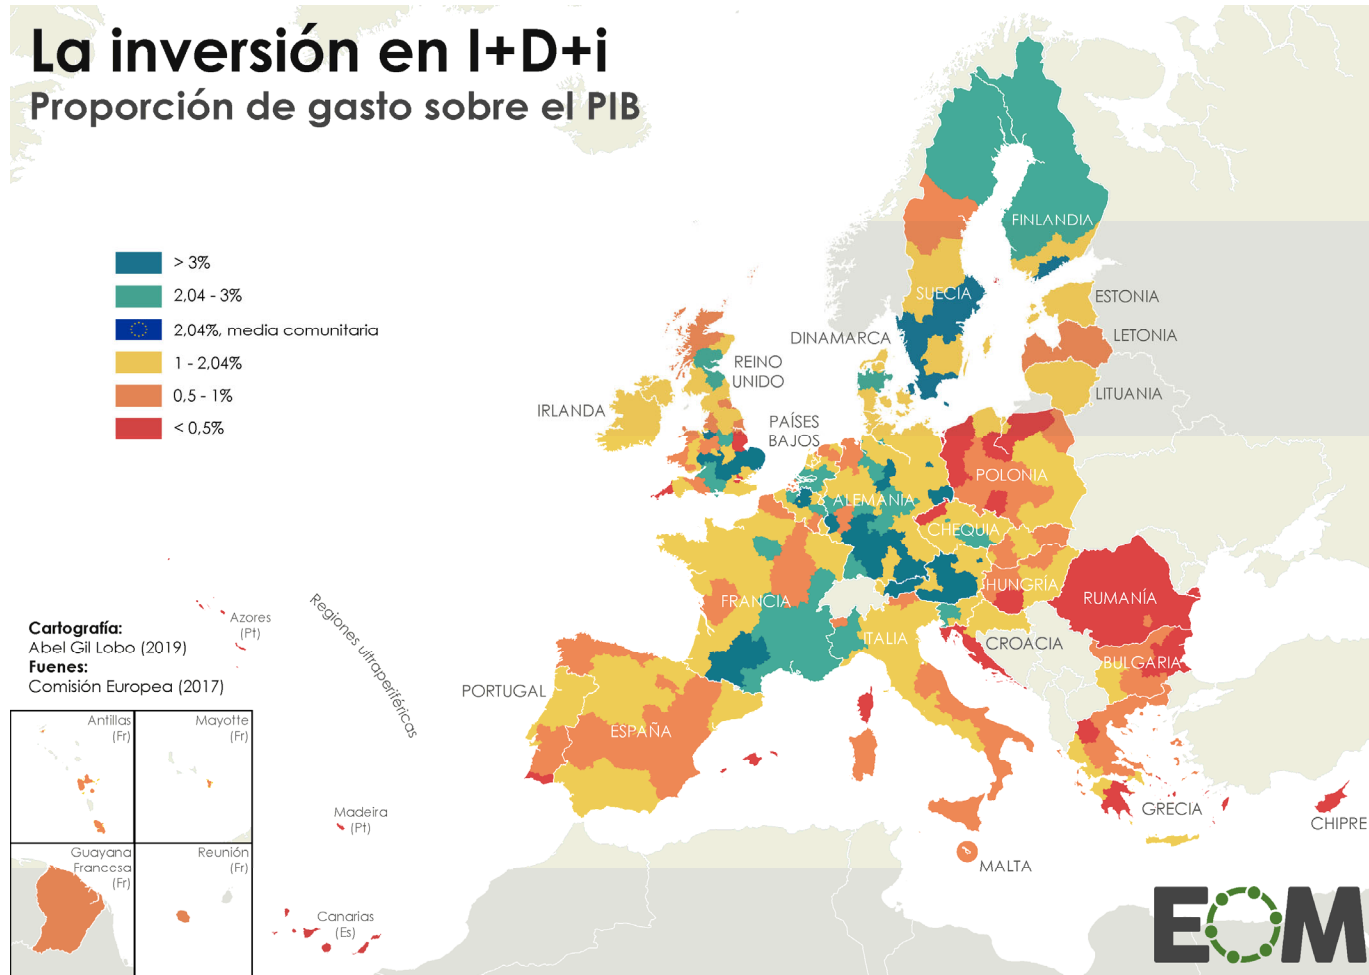 La inversión en I+D+i
Proporción de gasto sobre el PIB
> 3%
2,04 - 3%
2,04%, media comunitaria
1 - 2,04%
0,5 - 1%
< 0,5%
FINLANDIA
SUECIA
ESTONIA
LETONIA
LITUANIA
DINAMARCA
REINO
UNIDO
IRLANDA
PAÍSES
BAJOS
POLONIA
ALEMANIA
CHEQUIA
HUNGRÍA
RUMANÍA
FRANCIA
ITALIA
CROACIA
BULGARIA
PORTUGAL
ESPAÑA
GRECIA
CHIPRE
MALTA
Regiones ultraperiféricas
Azores
(Pt)
Cartografía:
Abel Gil Lobo (2019)
Fuenes:
Comisión Europea (2017)
Antillas
(Fr)
Mayotte
(Fr)
Guayana
Francesa
(Fr)
Reunión
(Fr)
Madeira
(Pt)
Canarias
(Es)
EOM